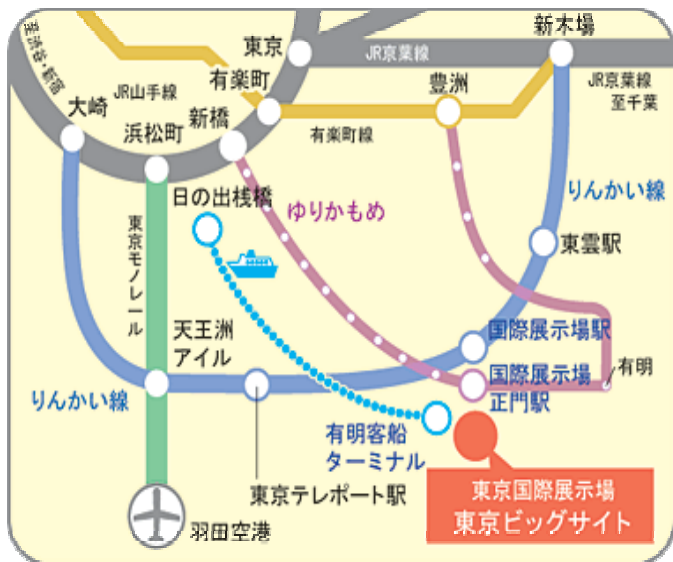 新木場
東京
JR京葉線
至渋谷・新宿
有楽町
豊洲
JR京葉線
至千葉
JR山手線
大崎
新橋
浜松町
有楽町線
日の出桟橋
ゆりかもめ
りんかい線
東京モノレール
東雲駅
天王洲
アイル
国際展示場駅
有明
国際展示場
正門駅
りんかい線
有明客船
ターミナル
東京テレポート駅
東京国際展示場
東京ビッグサイト
羽田空港